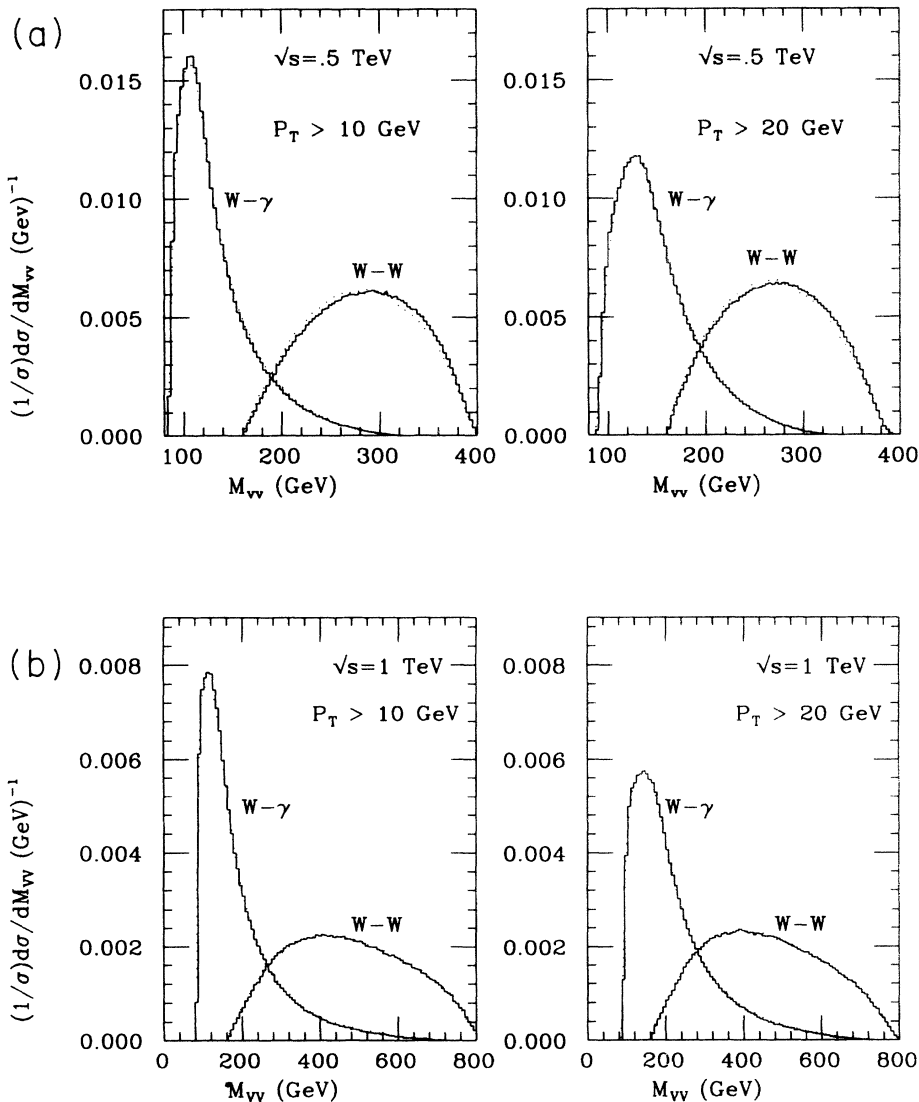 (a)
√s=.5 TeV
P_T > 10 GeV
W-γ
W-W
0.015
0.010
0.005
0.000
100 200 300 400
M_vv (GeV)
(1/σ)dσ/dM_vv (Gev)⁻¹
√s=.5 TeV
P_T > 20 GeV
W-γ
W-W
0.015
0.010
0.005
0.000
100 200 300 400
M_vv (GeV)
(b)
√s=1 TeV
P_T > 10 GeV
W-γ
W-W
0.008
0.006
0.004
0.002
0.000
0 200 400 600 800
M_VV (GeV)
(1/σ)dσ/dM_VV (GeV)⁻¹
√s=1 TeV
P_T > 20 GeV
W-γ
W-W
0.008
0.006
0.004
0.002
0.000
0 200 400 600 800
M_VV (GeV)